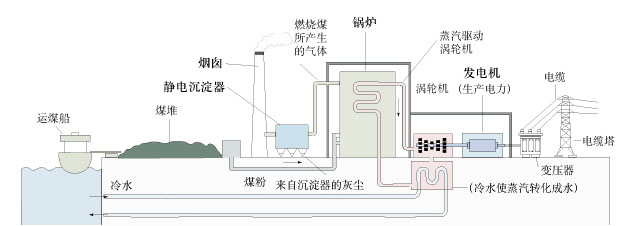 燃烧煤
所产生
的气体
锅炉
蒸汽驱动
涡轮机
烟囱
静电沉淀器
涡轮机
发电机
(生产电力)
电缆
运煤船
煤堆
电缆塔
变压器
冷水
煤粉
来自沉淀器的灰尘
(冷水使蒸汽转化成水)